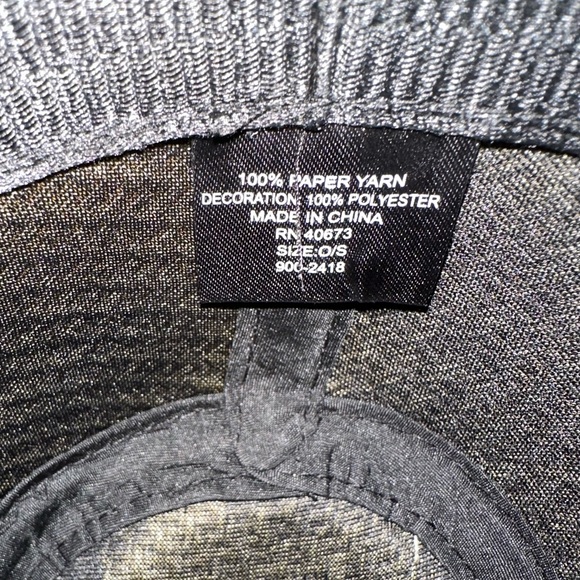 100% PAPER YARN
DECORATION: 100% POLYESTER
MADE IN CHINA
RN 40673
SIZE:O/S
900-2418